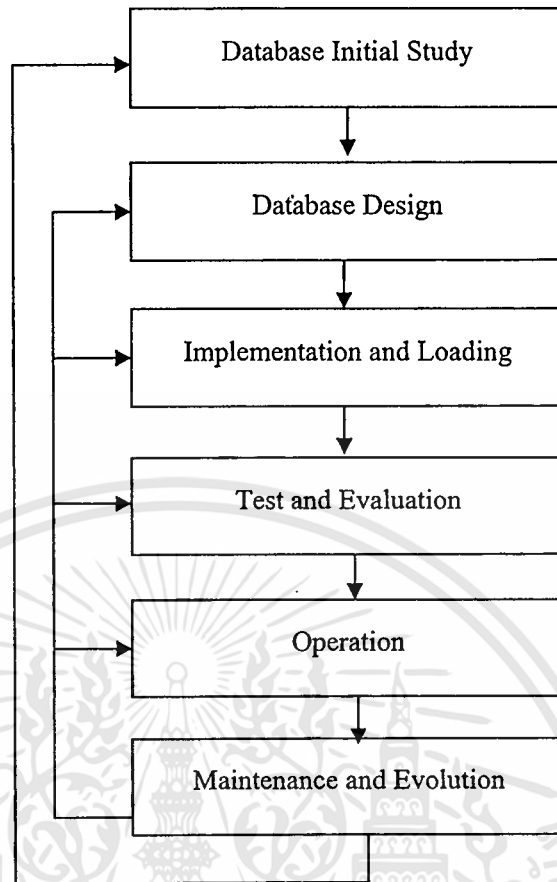 Database Initial Study
Database Design
Implementation and Loading
Test and Evaluation
Operation
Maintenance and Evolution